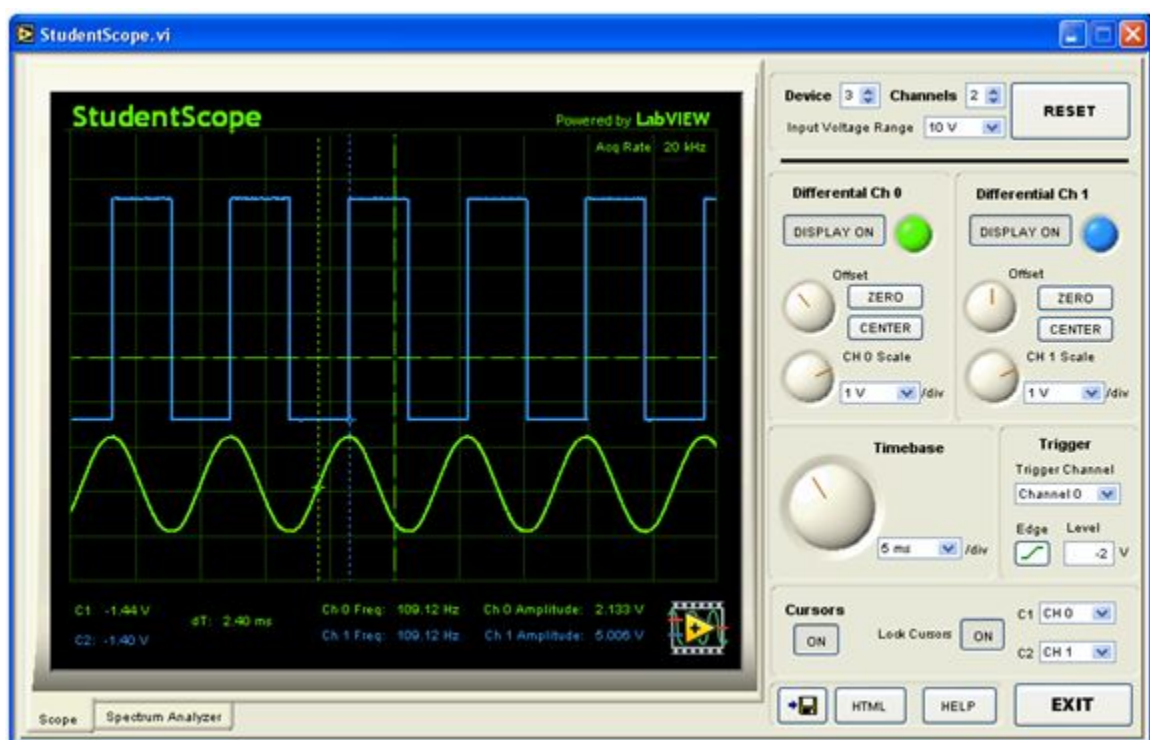 StudentScope.vi
StudentScope
Powered by LabVIEW
Acq Rate 20 kHz
C1 -1.44 V
C2: -1.40 V
dT: 2.40 ms
Ch 0 Freq: 109.12 Hz Ch 0 Amplitude: 2.133 V
Ch 1 Freq: 109.12 Hz Ch 1 Amplitude: 5.006 V
Scope Spectrum Analyzer
Device 3 Channels 2
Input Voltage Range 10 V
RESET
Differental Ch 0
DISPLAY ON
Offset
ZERO
CENTER
CH 0 Scale
1 V /div
Differential Ch 1
DISPLAY ON
Offset
ZERO
CENTER
CH 1 Scale
1 V /div
Timebase
5 ms /div
Trigger
Trigger Channel
Channel 0
Edge Level
-2 V
Cursors
ON
Lock Cursors ON
C1 CH 0
C2 CH 1
HTML HELP EXIT